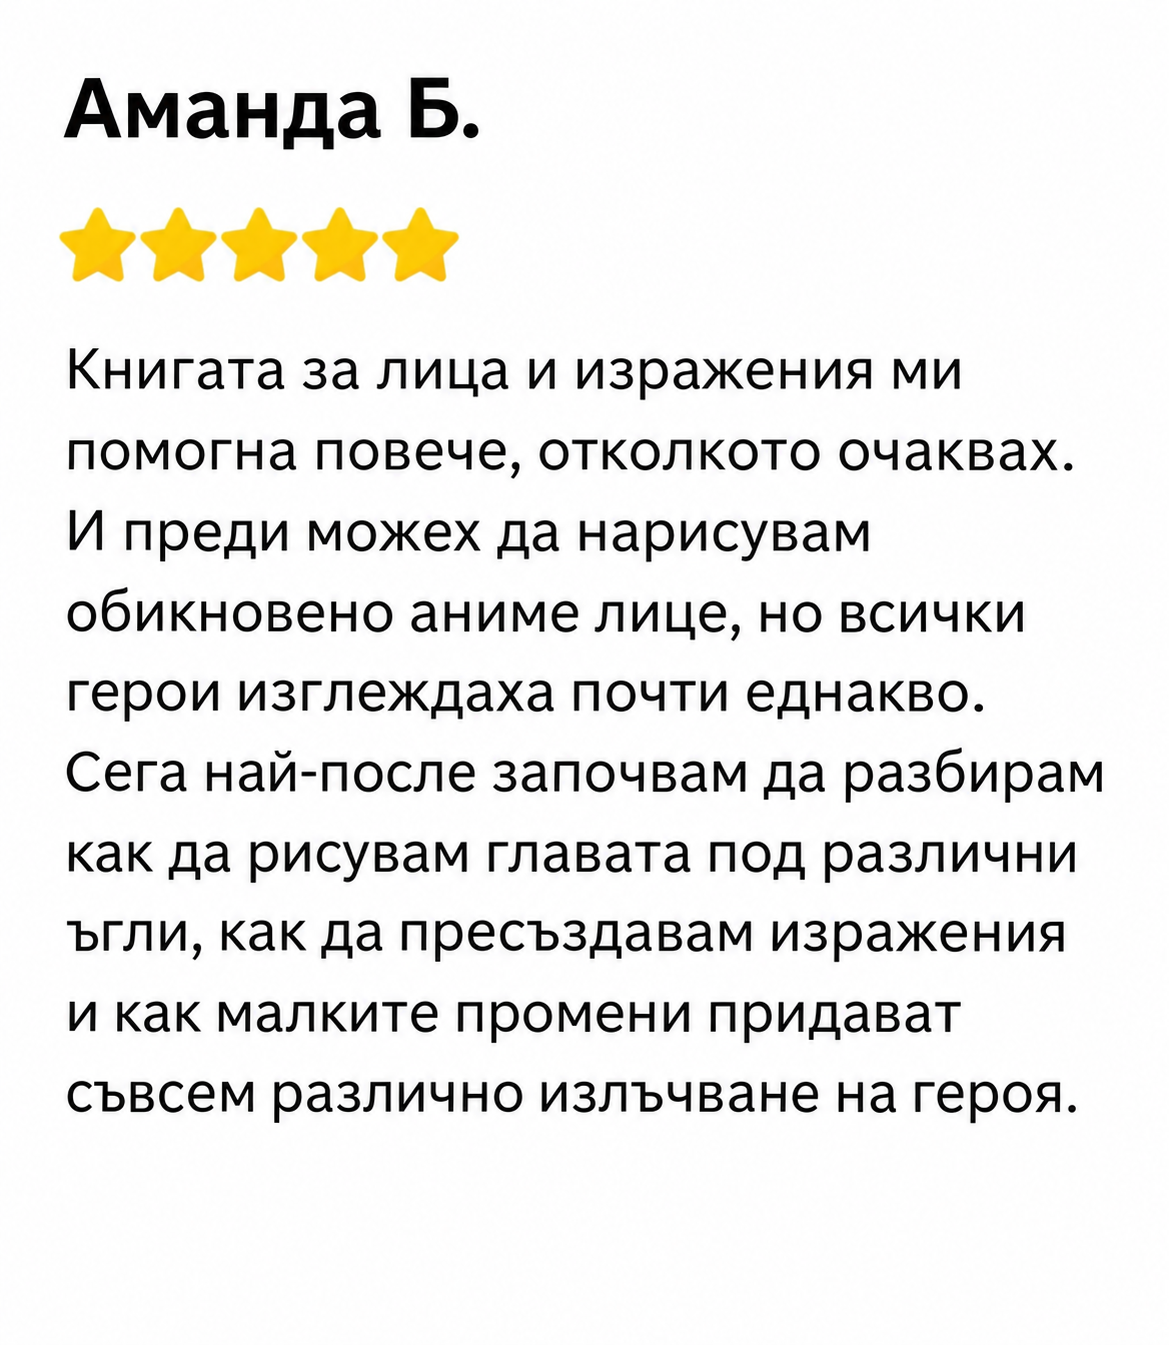 Аманда Б.
Книгата за лица и изражения ми
помогна повече, отколкото очаквах.
И преди можех да нарисувам
обикновено аниме лице, но всички
герои изглеждаха почти еднакво.
Сега най-после започвам да разбирам
как да рисувам главата под различни
ъгли, как да пресъздавам изражения
и как малките промени придават
съвсем различно излъчване на героя.